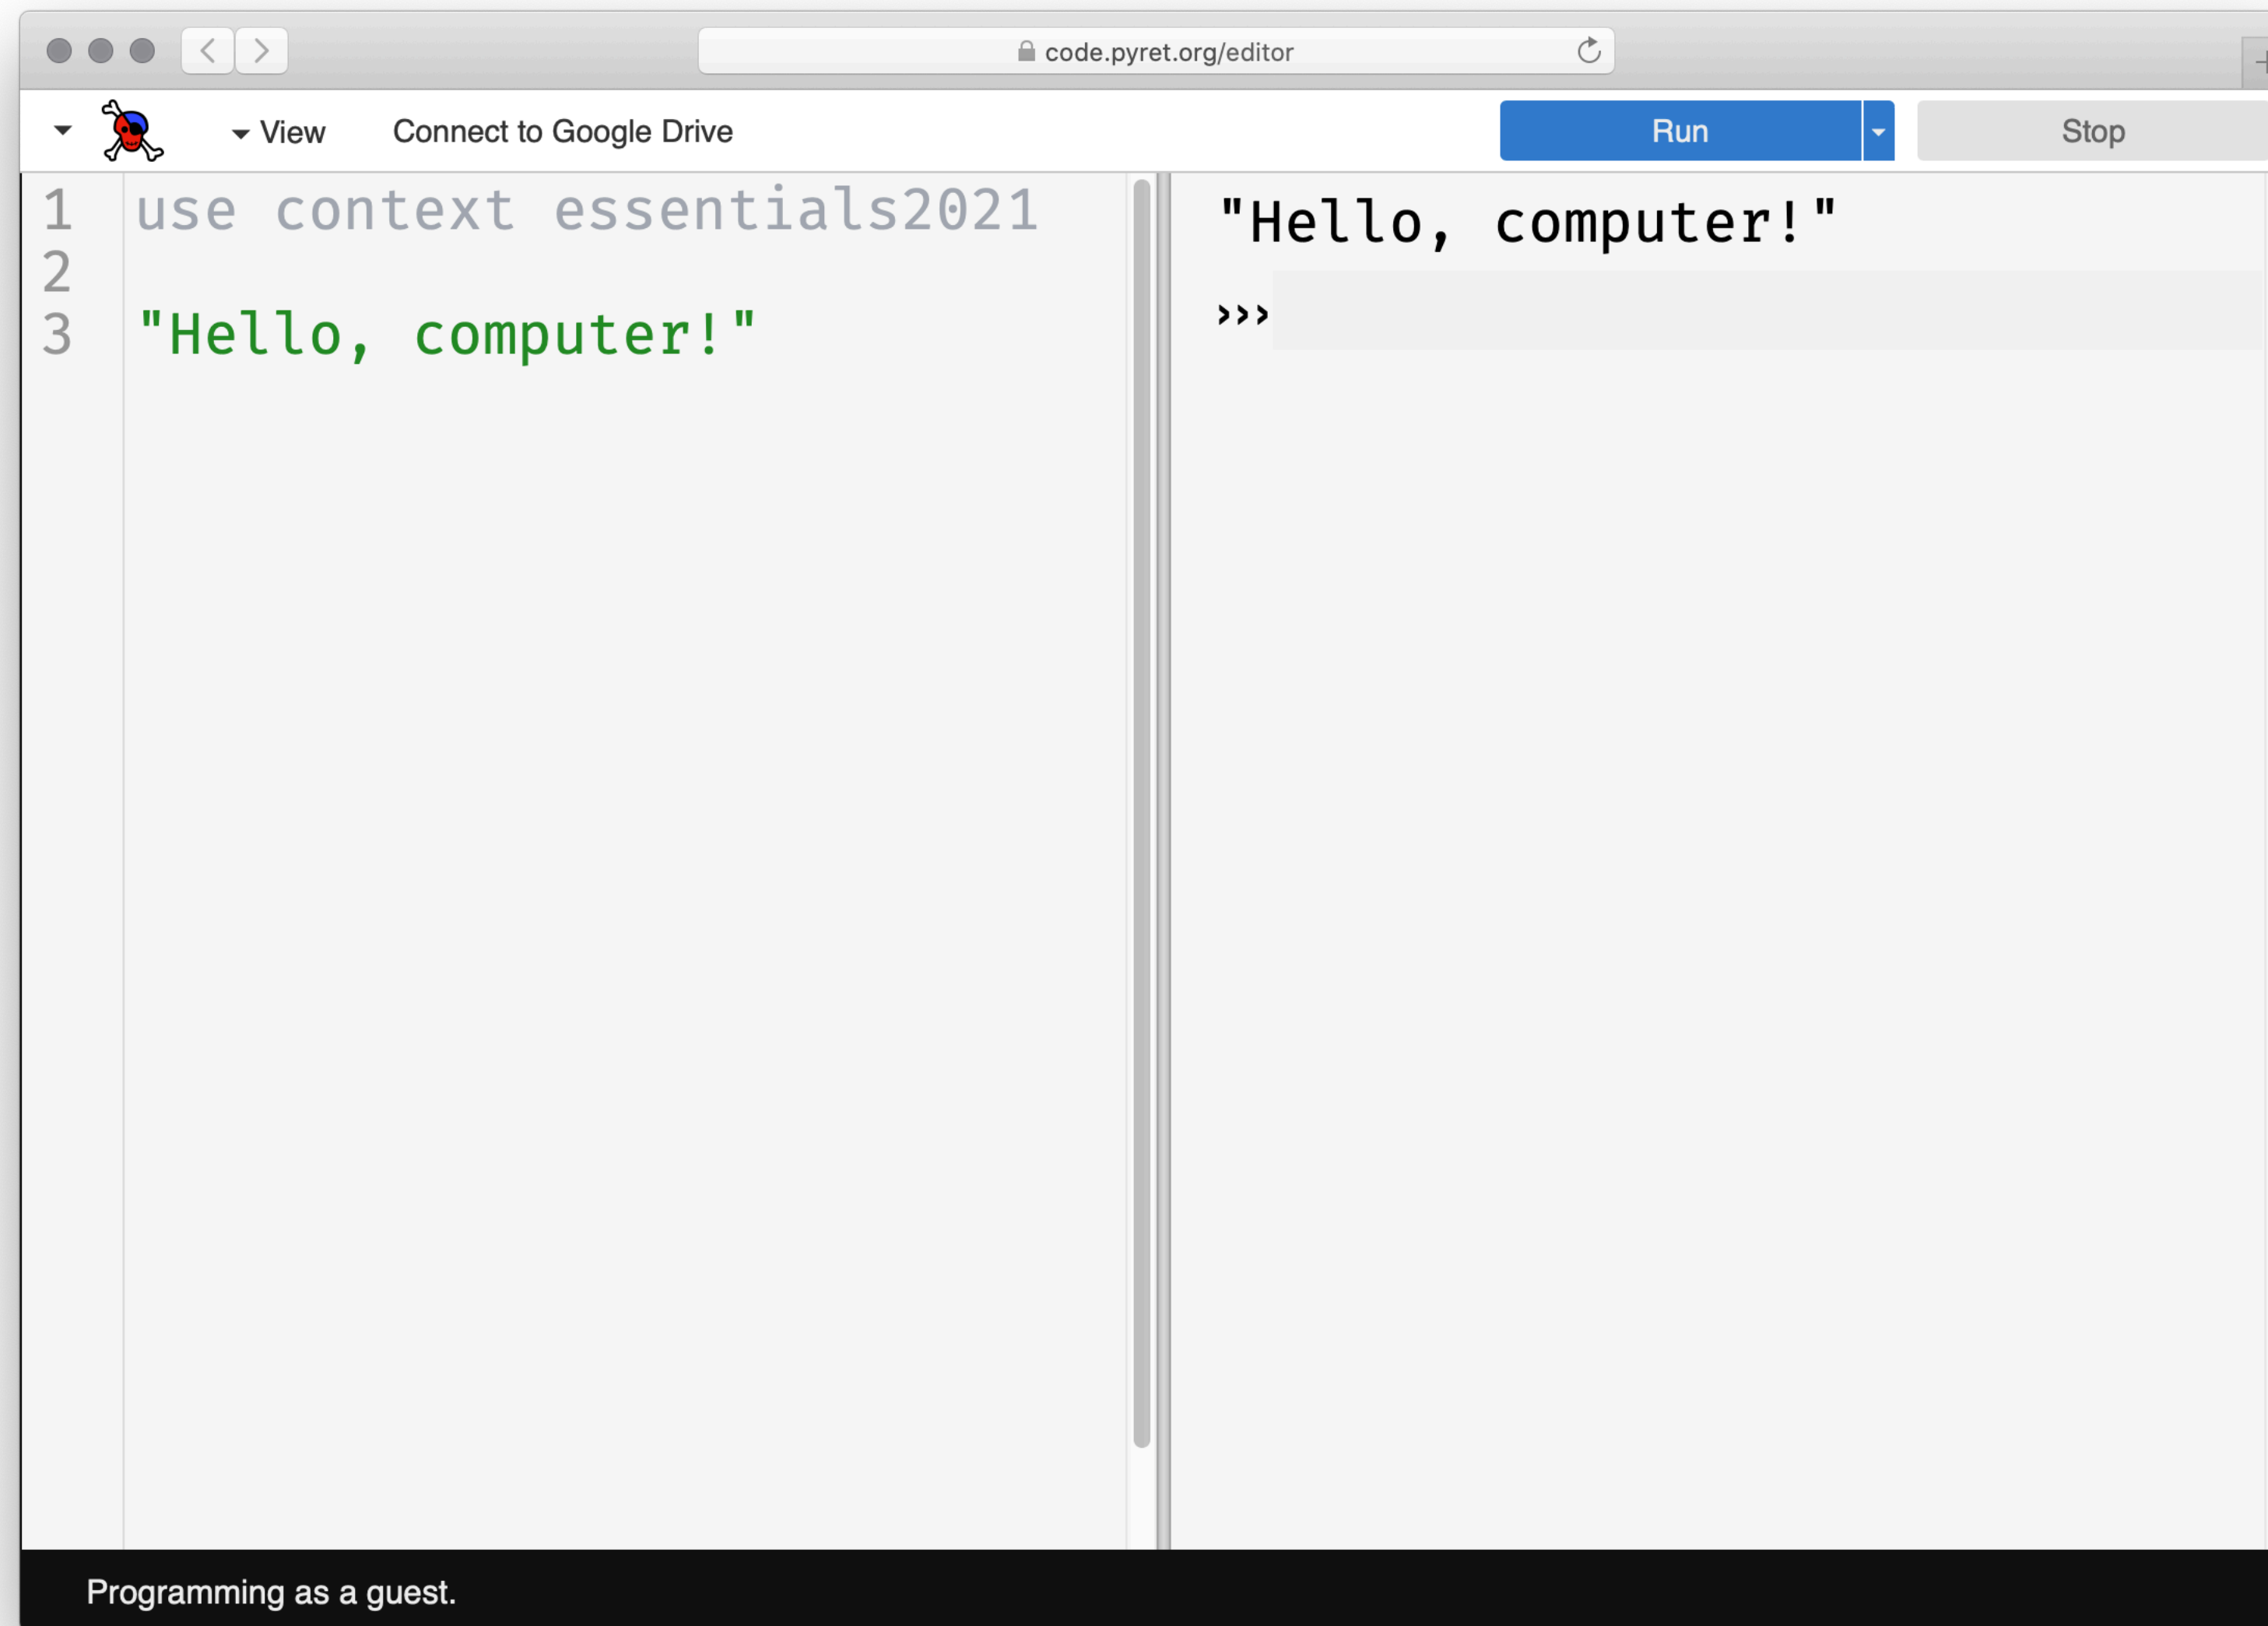 code.pyret.org/editor
View Connect to Google Drive Run Stop
1 use context essentials2021
2
3 "Hello, computer!"
"Hello, computer!"
›››
Programming as a guest.